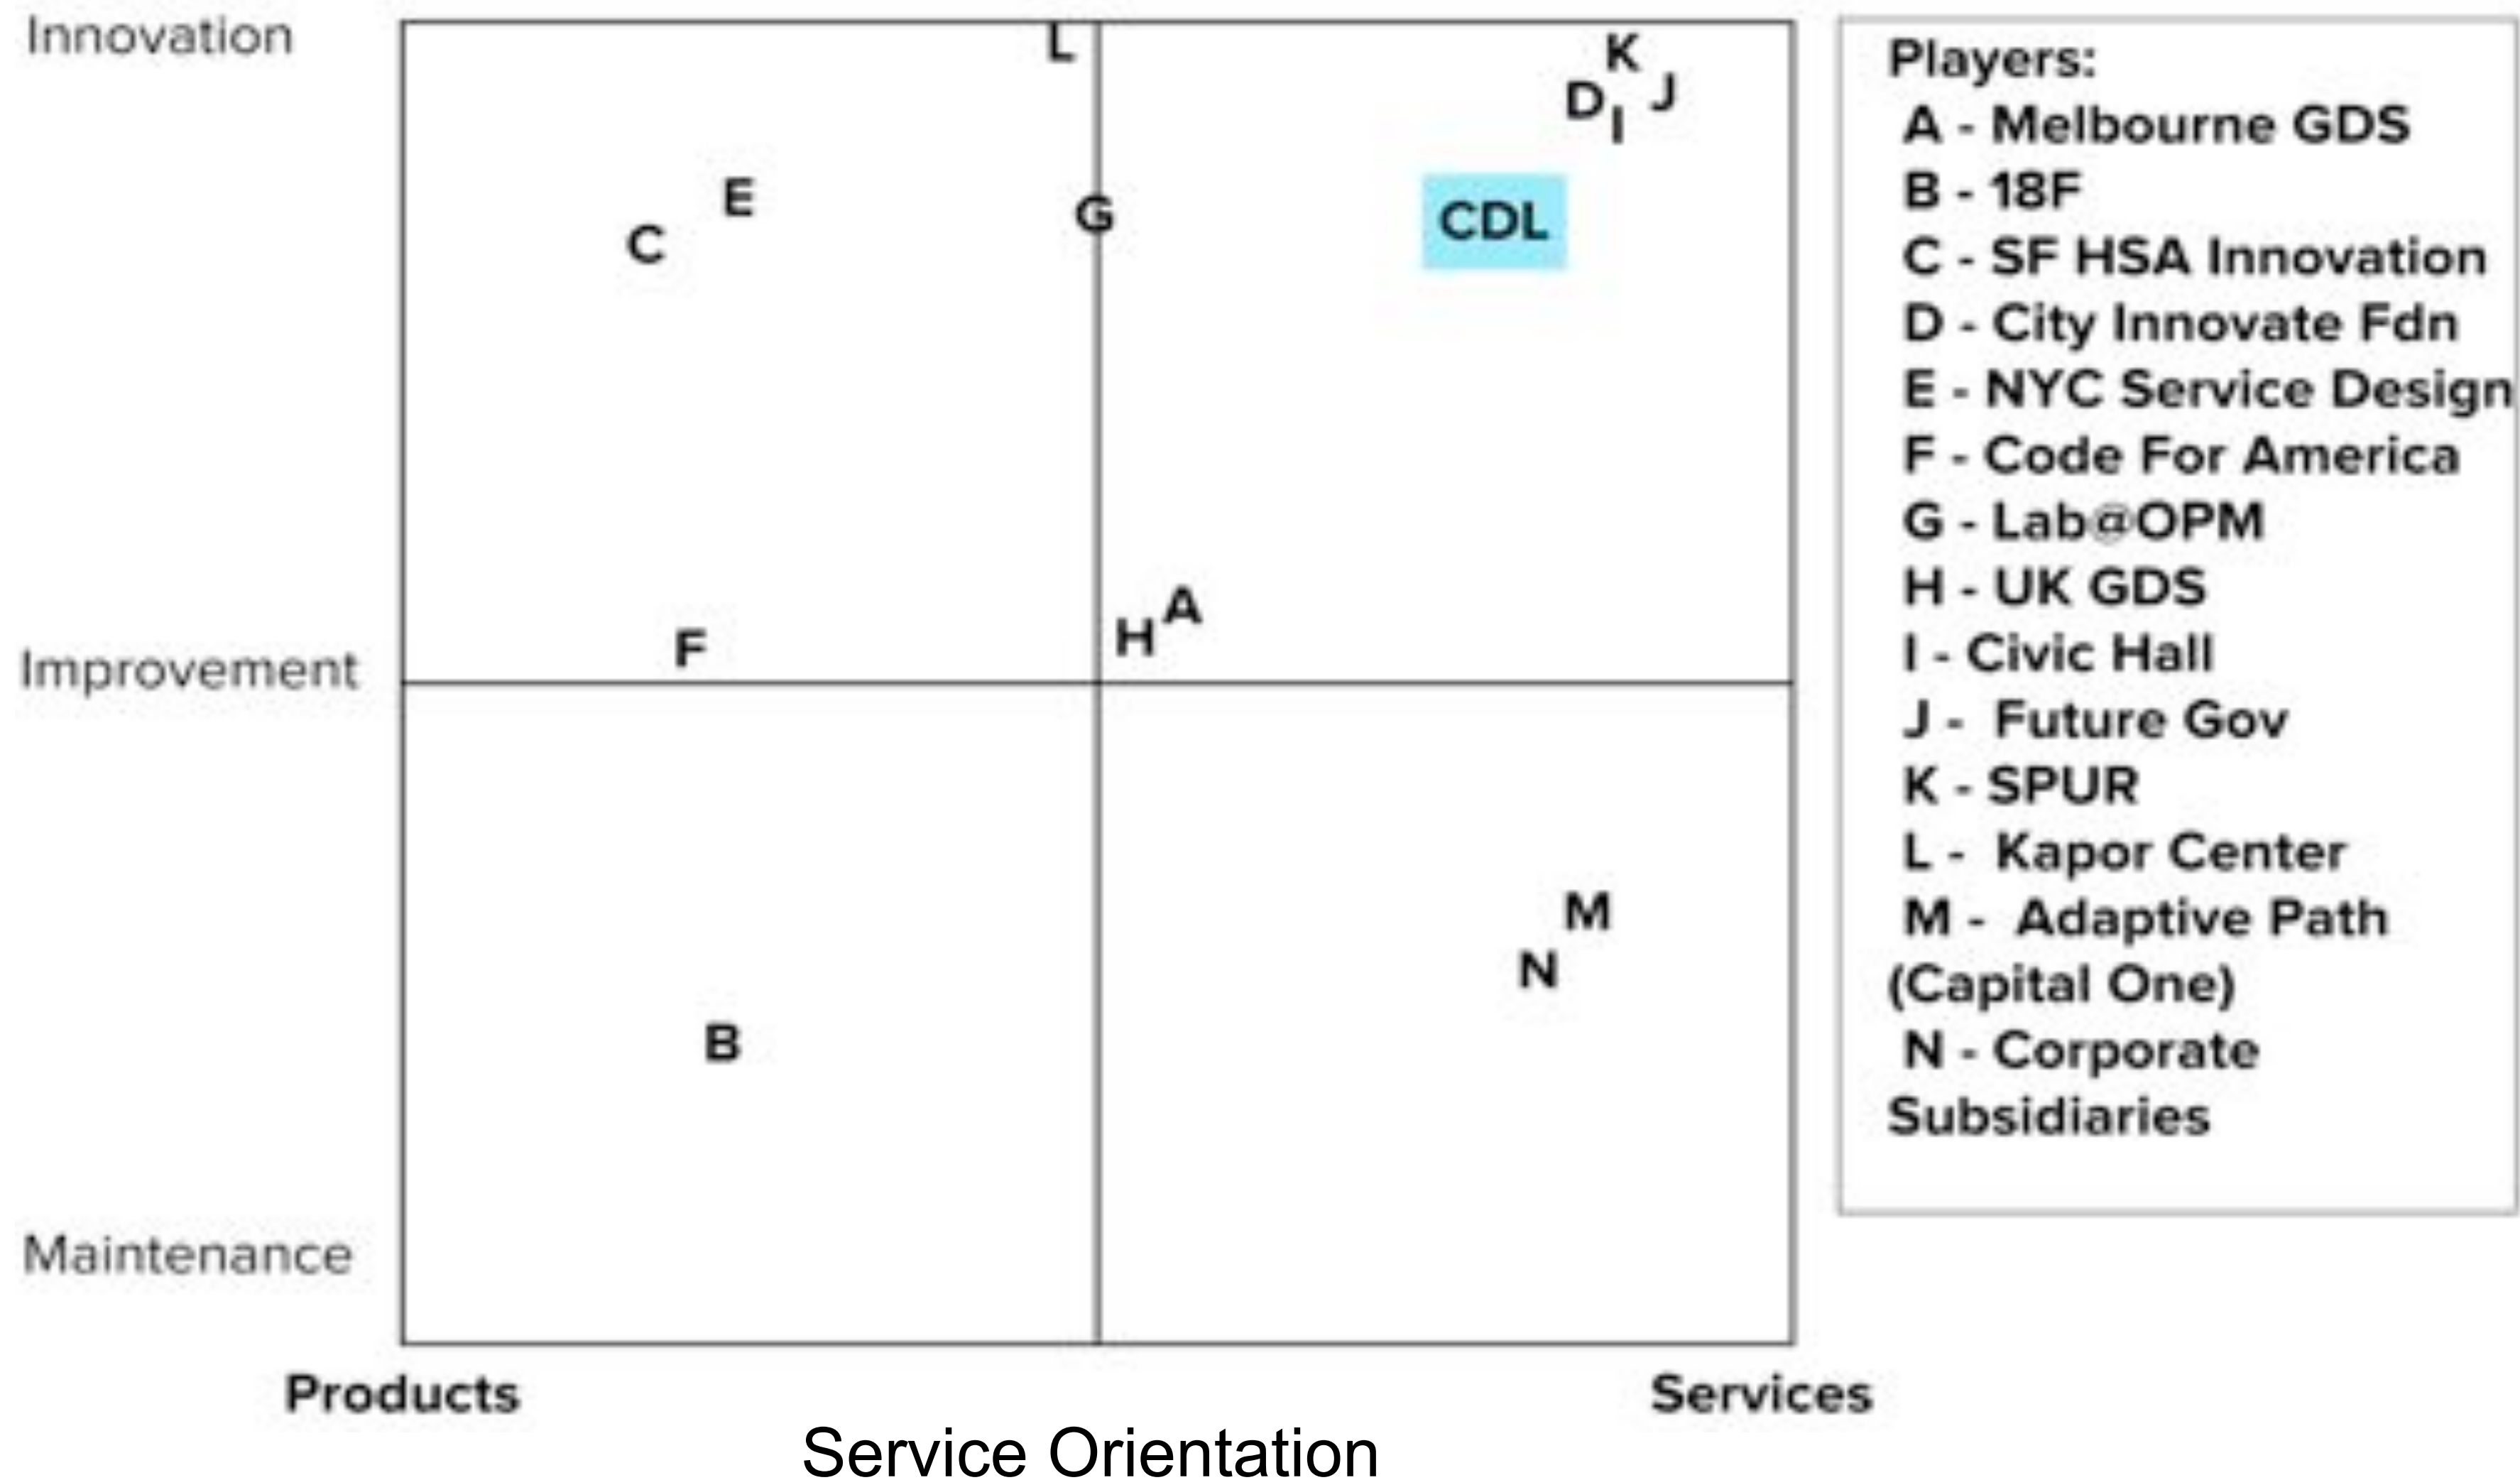 Innovation
L
K
D
J
I
E
C
G
CDL
A
H
F
Improvement
M
N
B
Maintenance
Products
Services
Service Orientation
Players:
A - Melbourne GDS
B - 18F
C - SF HSA Innovation
D - City Innovate Fdn
E - NYC Service Design
F - Code For America
G - Lab@OPM
H - UK GDS
I - Civic Hall
J - Future Gov
K - SPUR
L - Kapor Center
M - Adaptive Path
(Capital One)
N - Corporate
Subsidiaries